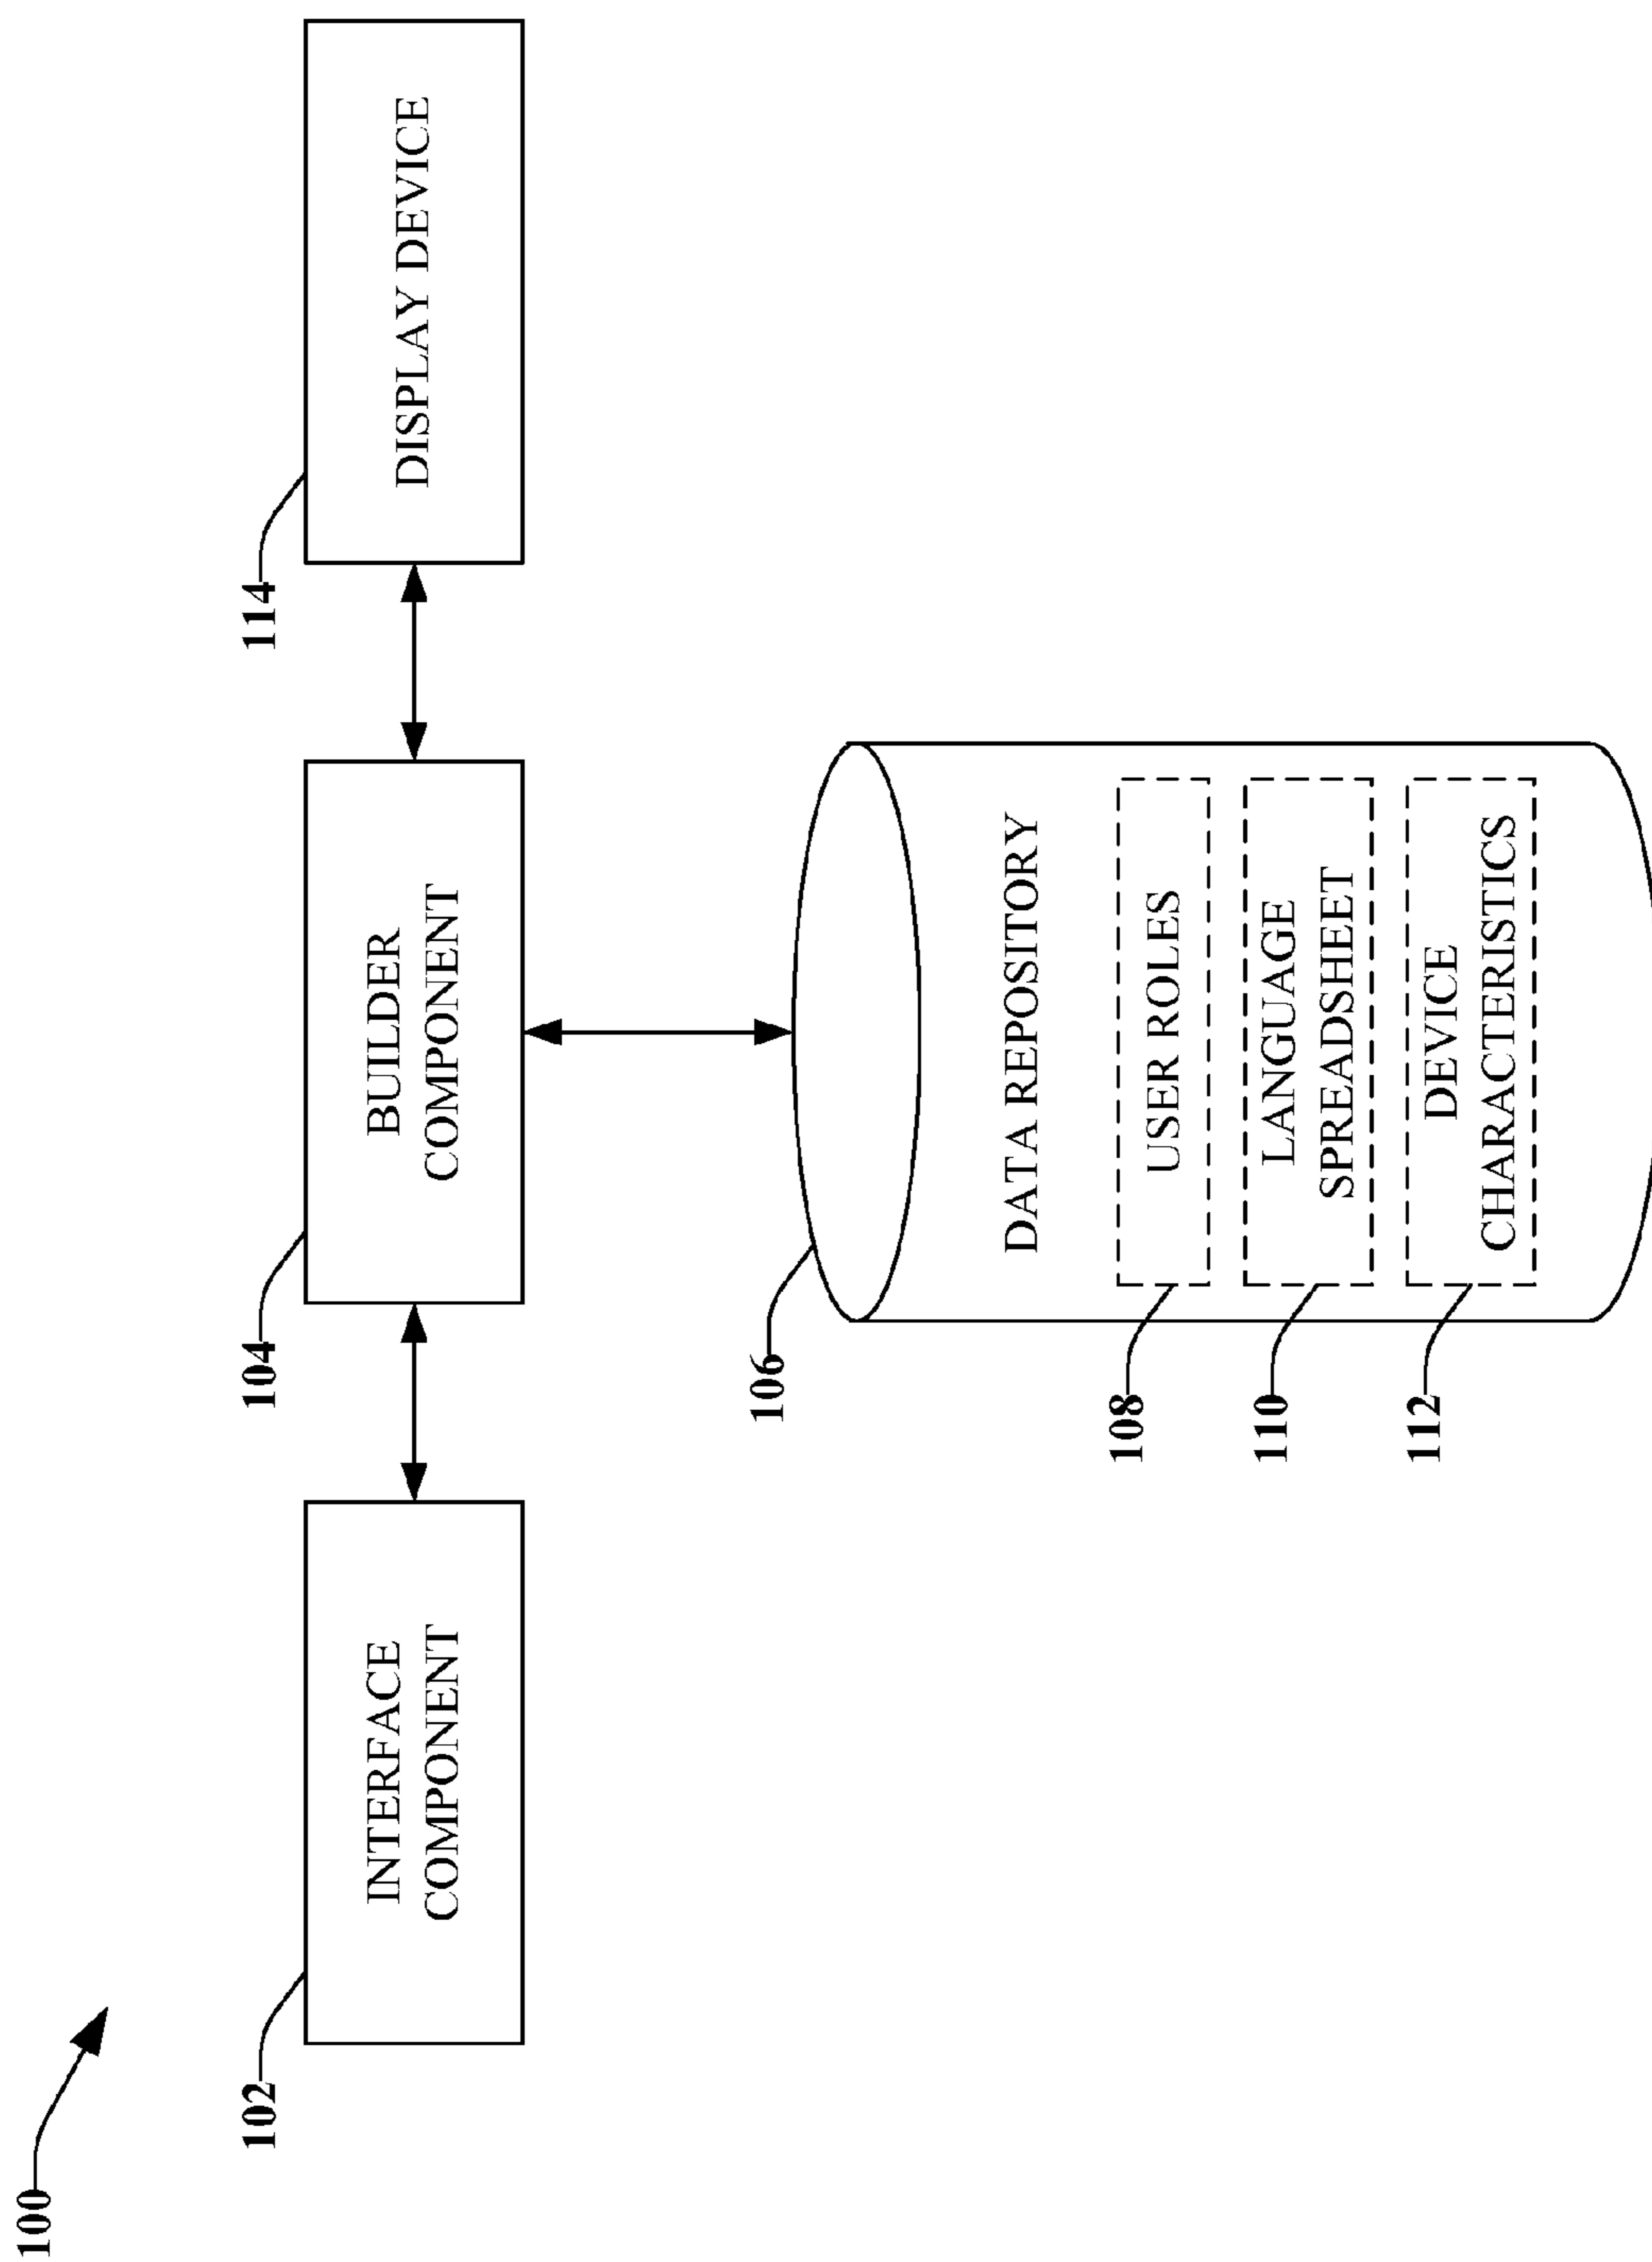 100
102
104
114
INTERFACE
COMPONENT
BUILDER
COMPONENT
DISPLAY DEVICE
106
DATA REPOSITORY
108
USER ROLES
110
LANGUAGE
SPREADSHEET
112
DEVICE
CHARACTERISTICS